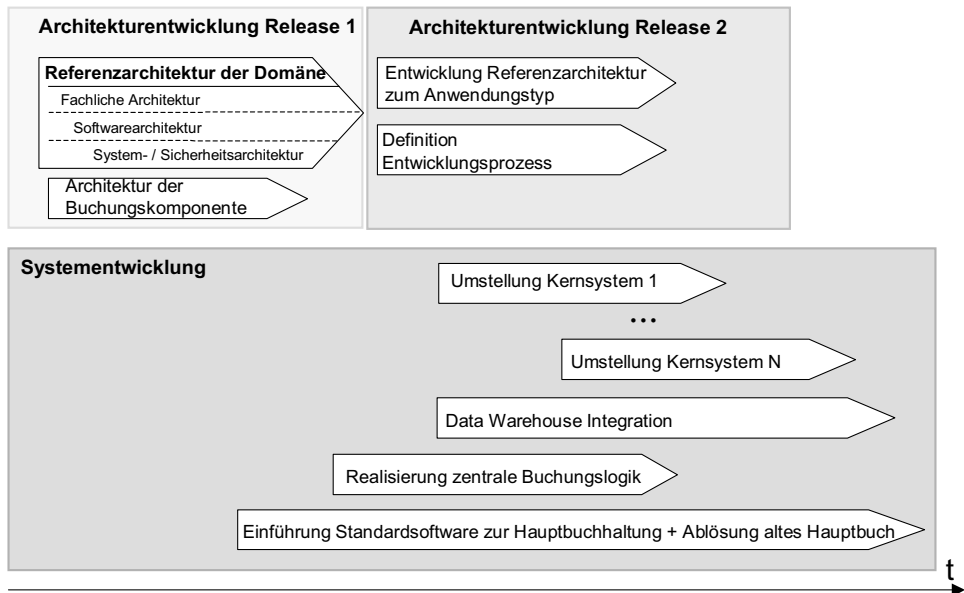 Architekturentwicklung Release 1
Referenzarchitektur der Domäne
Fachliche Architektur
Softwarearchitektur
System- / Sicherheitsarchitektur
Architektur der
Buchungskomponente
Architekturentwicklung Release 2
Entwicklung Referenzarchitektur
zum Anwendungstyp
Definition
Entwicklungsprozess
Systementwicklung
Umstellung Kernsystem 1
...
Umstellung Kernsystem N
Data Warehouse Integration
Realisierung zentrale Buchungslogik
Einführung Standardsoftware zur Hauptbuchhaltung + Ablösung altes Hauptbuch
t